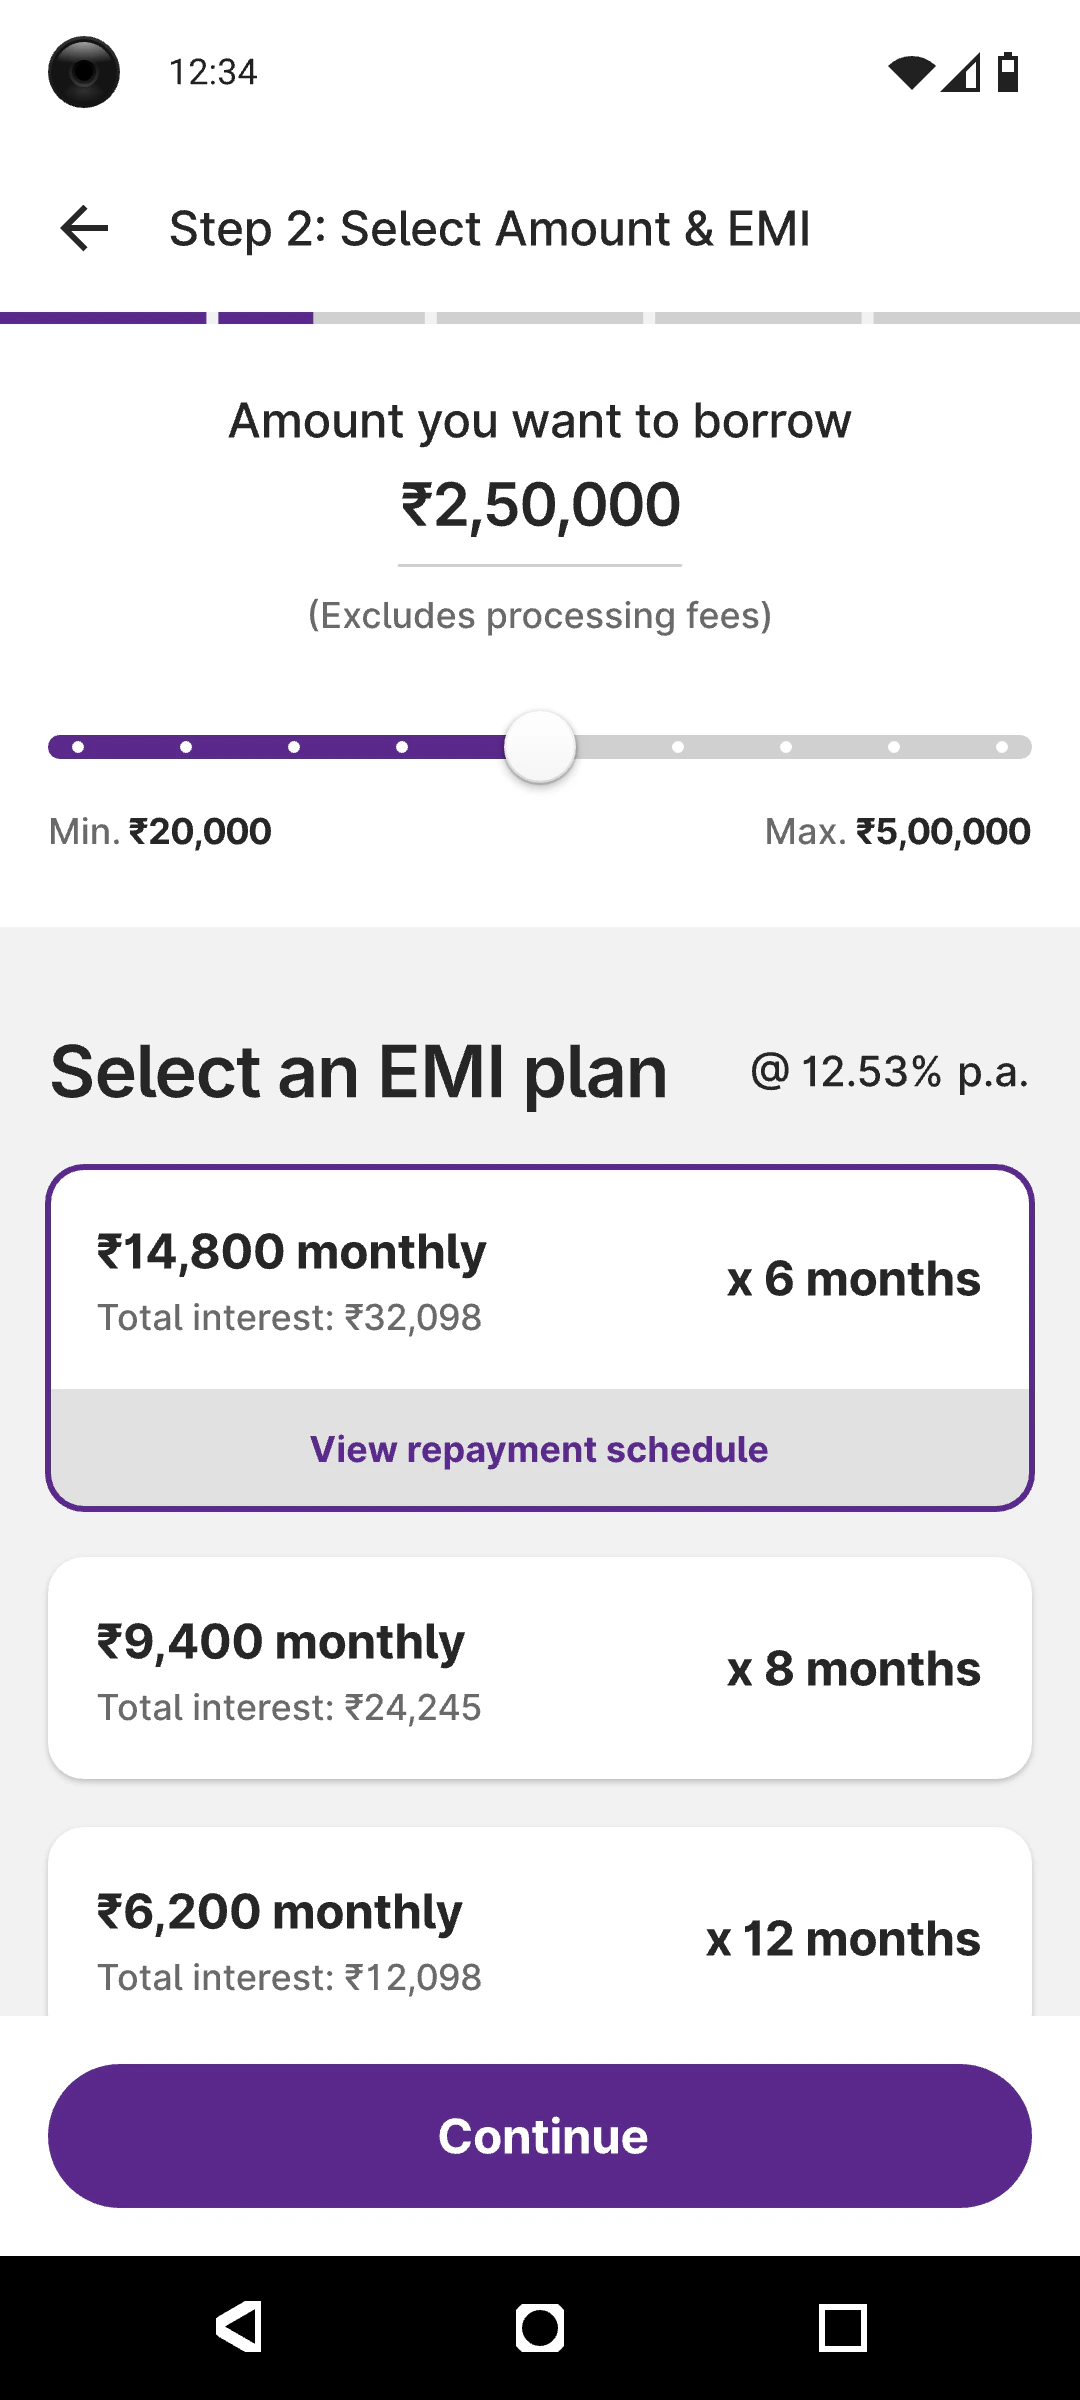 12:34
Step 2: Select Amount & EMI
Amount you want to borrow
₹2,50,000
(Excludes processing fees)
Min. ₹20,000
Max. ₹5,00,000
Select an EMI plan
@ 12.53% p.a.
₹14,800 monthly
x 6 months
Total interest: ₹32,098
View repayment schedule
₹9,400 monthly
x 8 months
Total interest: ₹24,245
₹6,200 monthly
x 12 months
Total interest: ₹12,098
Continue